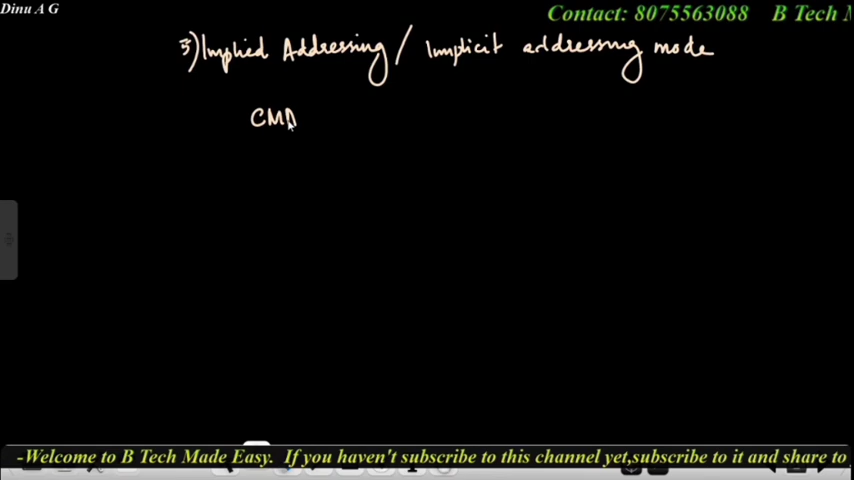 Dinu A G
Contact: 8075563088 B Tech M
5) Implied Addressing / Implicit addressing mode
CMA
-Welcome to B Tech Made Easy. If you haven't subscribe to this channel yet,subscribe to it and share to